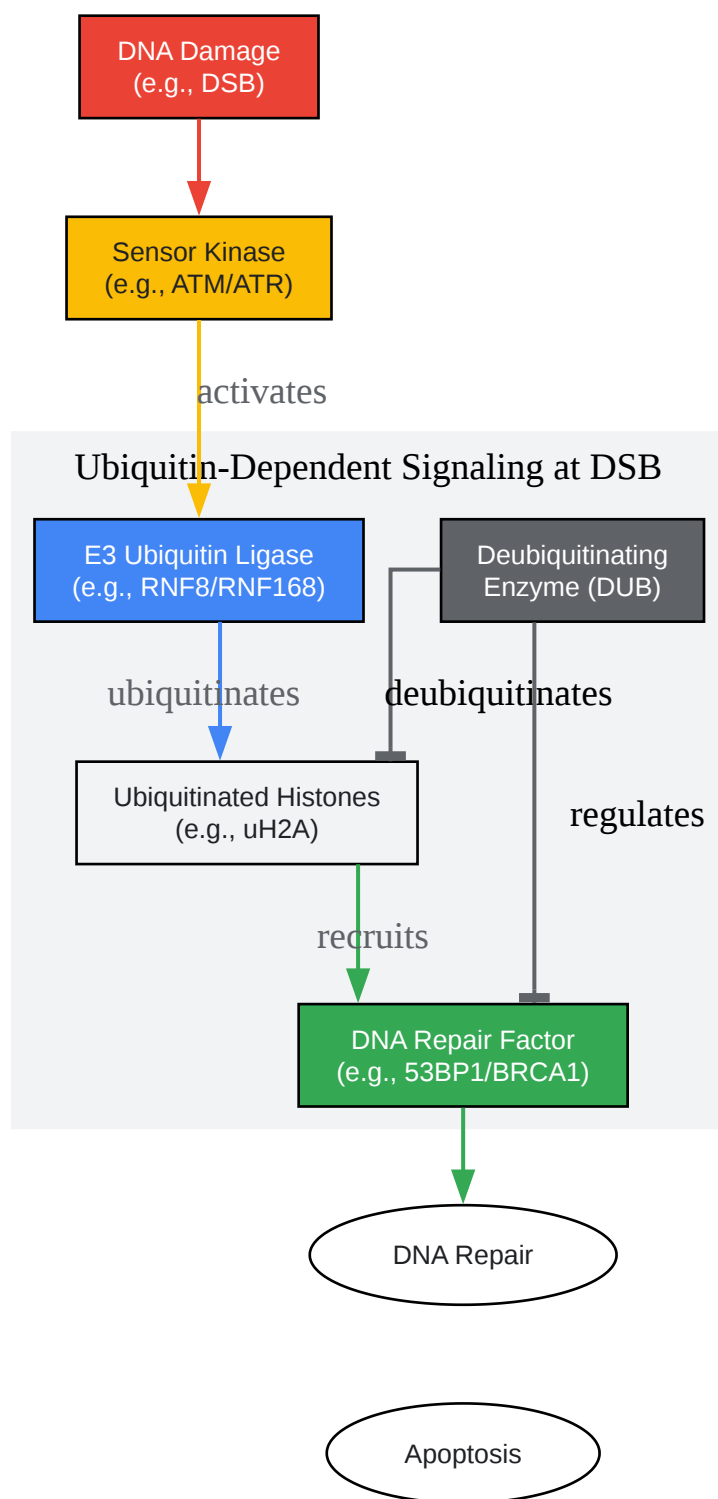 DNA Damage
(e.g., DSB)
Sensor Kinase
(e.g., ATM/ATR)
activates
Ubiquitin-Dependent Signaling at DSB
E3 Ubiquitin Ligase
(e.g., RNF8/RNF168)
Deubiquitinating
Enzyme (DUB)
ubiquitinates
deubiquitinates
Ubiquitinated Histones
(e.g., uH2A)
regulates
recruits
DNA Repair Factor
(e.g., 53BP1/BRCA1)
DNA Repair
Apoptosis